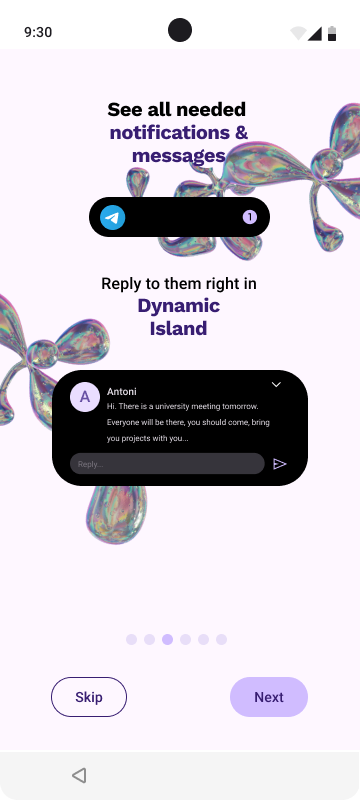 9:30
See all needed
notifications &
messages
1
Reply to them right in
Dynamic
Island
A
Antoni
Hi. There is a university meeting tomorrow.
Everyone will be there, you should come, bring
you projects with you...
Reply...
Skip
Next